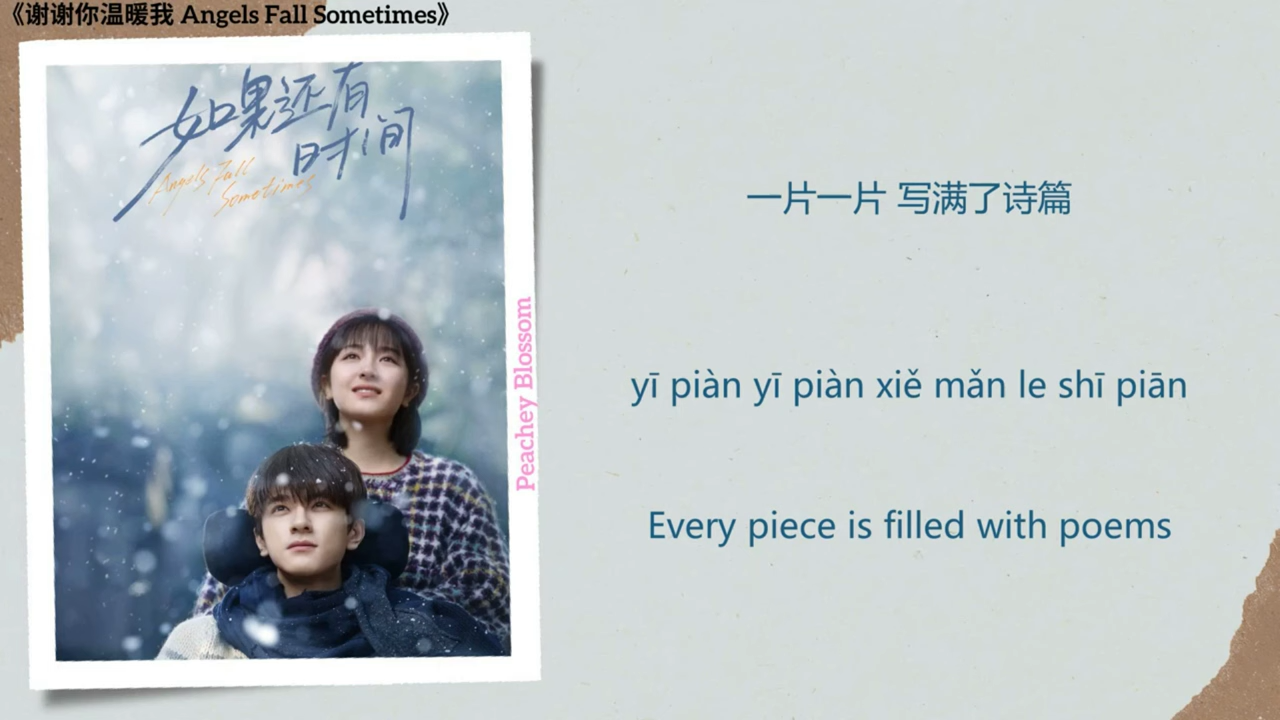 《谢谢你温暖我 Angels Fall Sometimes》
如果还有
时间
Angels Fall
Sometimes
Peachey Blossom
一片一片 写满了诗篇
yī piàn yī piàn xiě mǎn le shī piān
Every piece is filled with poems